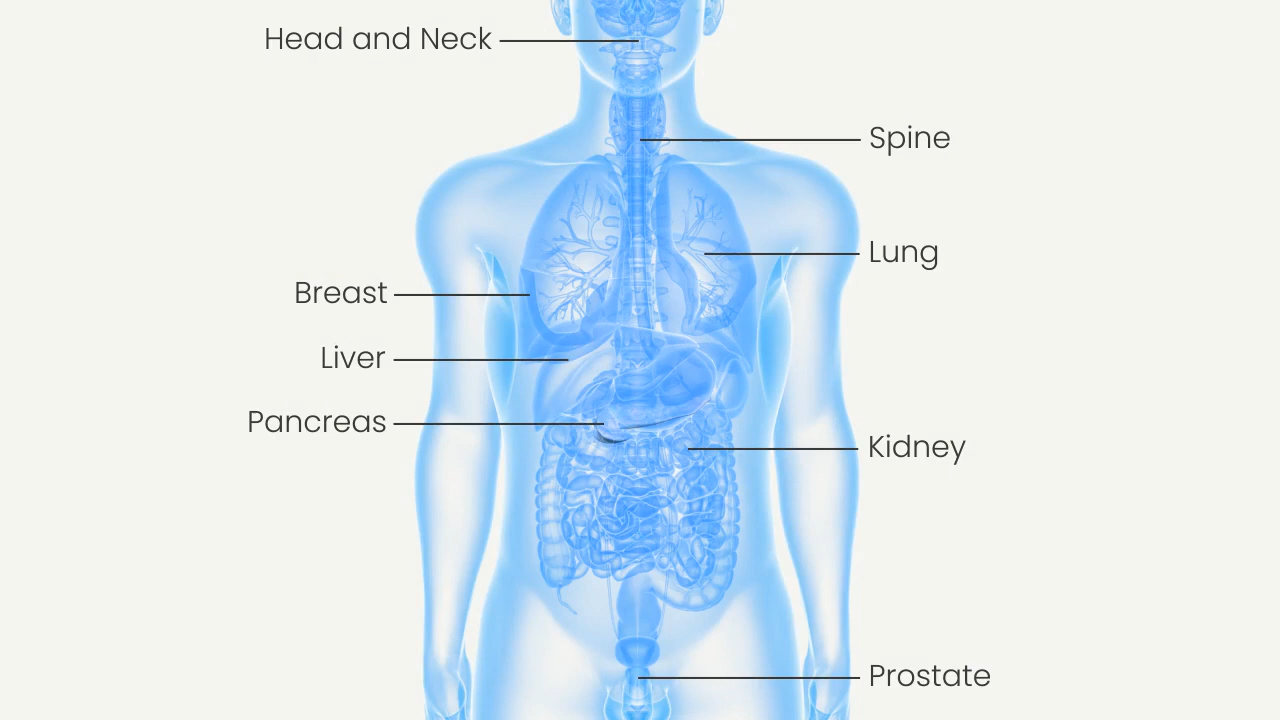 Head and Neck
Spine
Lung
Breast
Liver
Pancreas
Kidney
Prostate